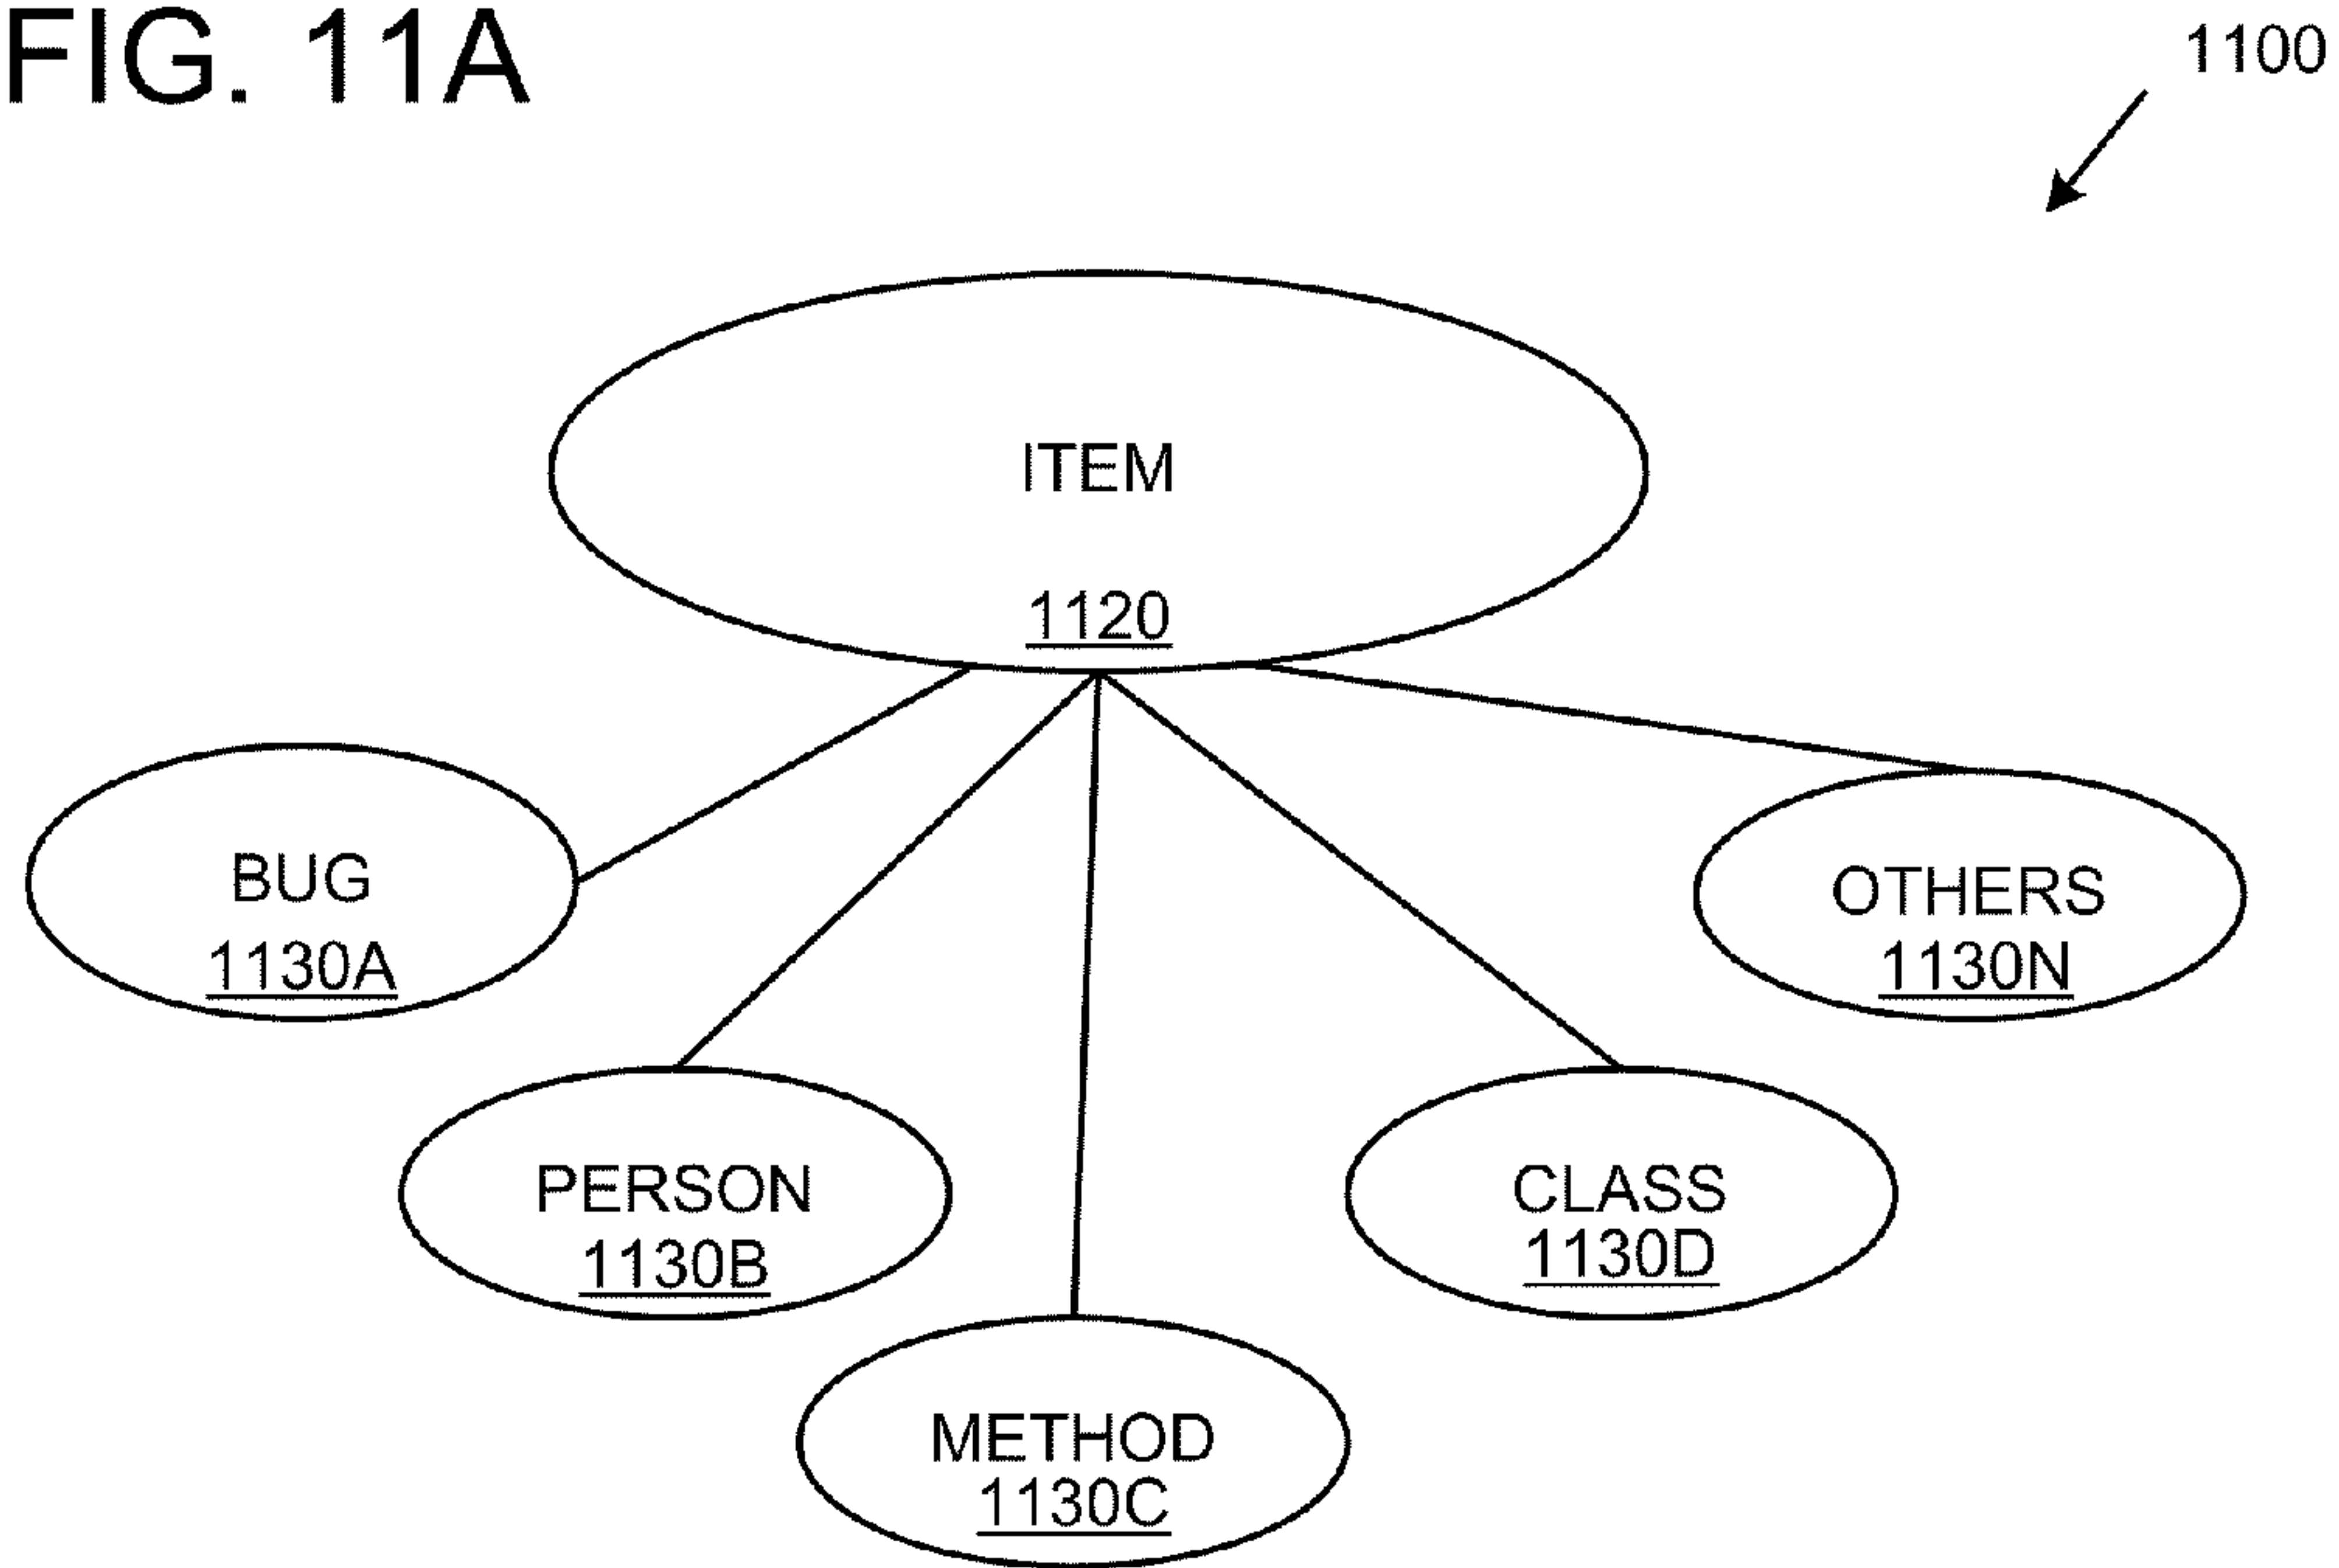 FIG. 11A
1100
ITEM
1120
BUG
1130A
OTHERS
1130N
PERSON
1130B
CLASS
1130D
METHOD
1130C